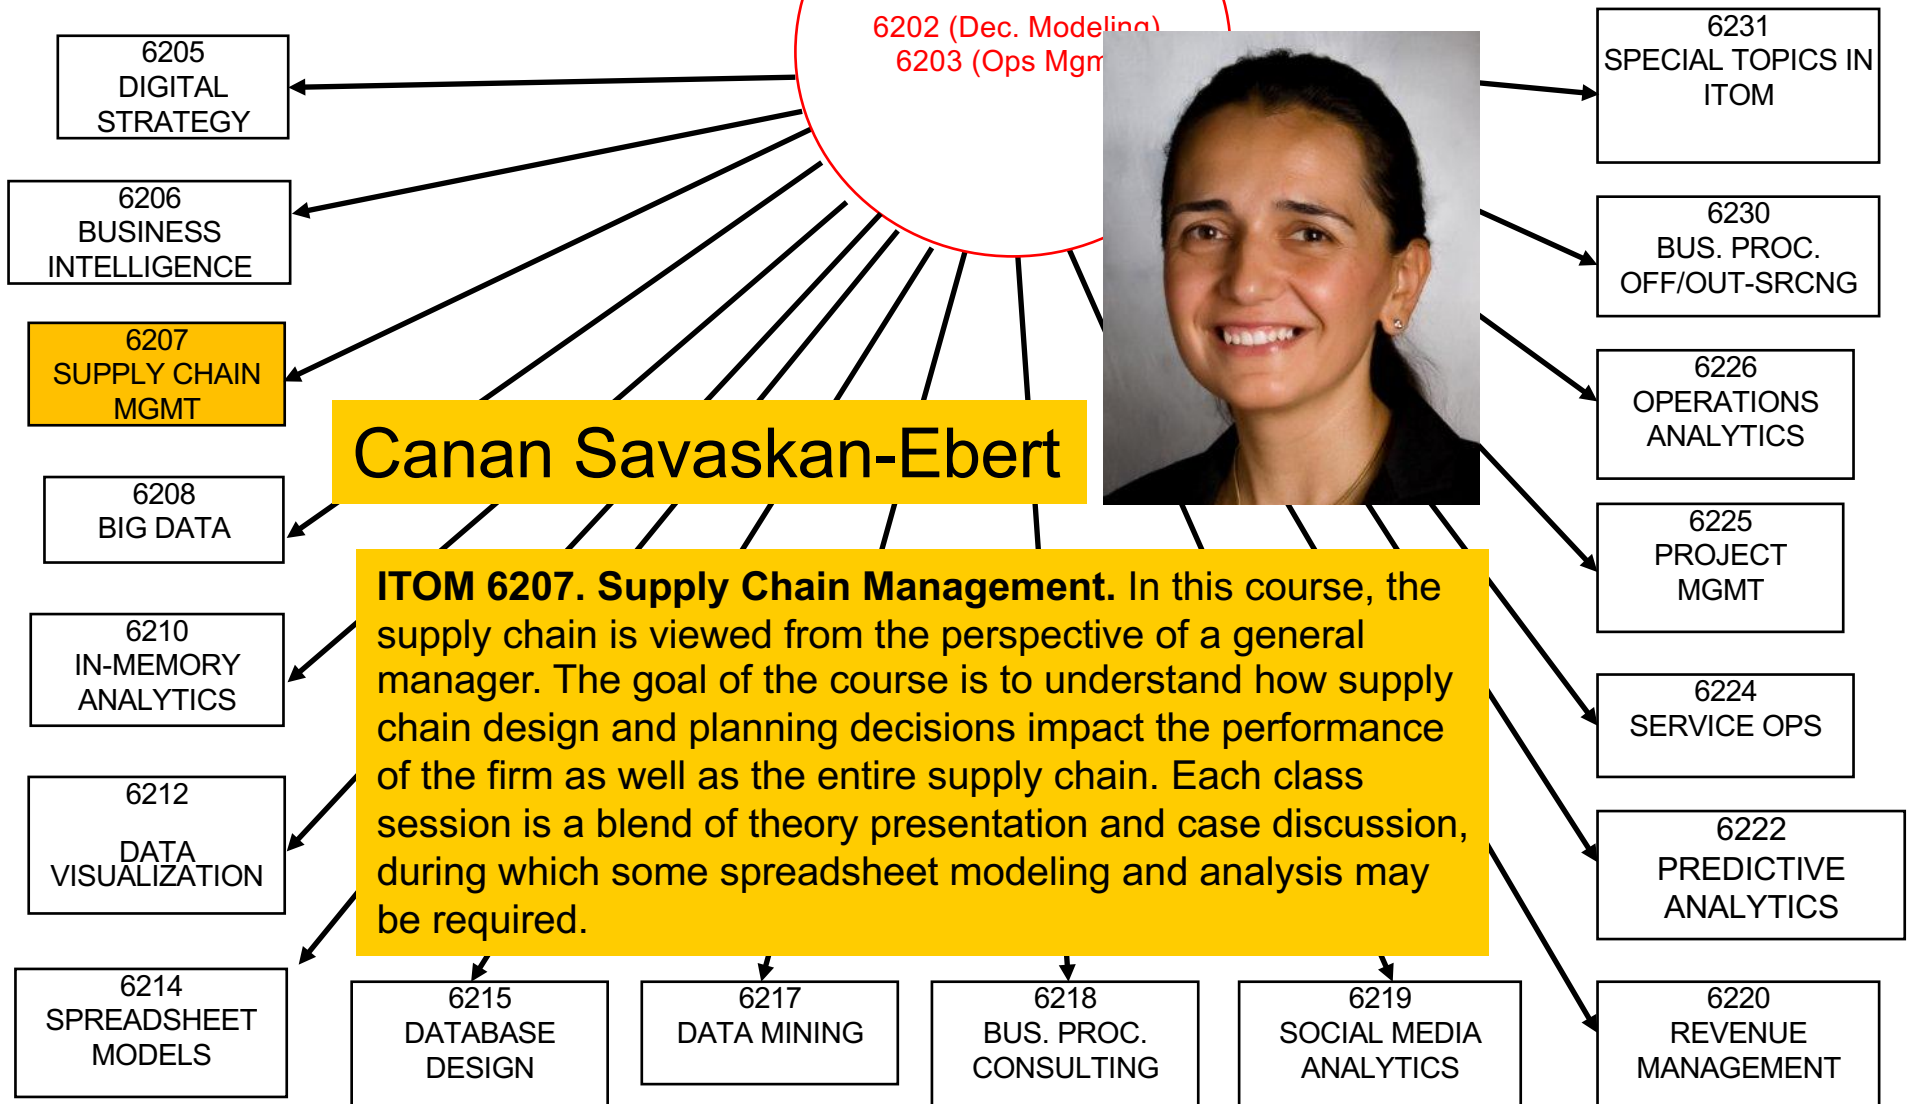 6202 (Dec. Modeling)
6203 (Ops Mgm
6205
DIGITAL
STRATEGY
6206
BUSINESS
INTELLIGENCE
6207
SUPPLY CHAIN
MGMT
6208
BIG DATA
6210
IN-MEMORY
ANALYTICS
6212
DATA
VISUALIZATION
6214
SPREADSHEET
MODELS
Canan Savaskan-Ebert
ITOM 6207. Supply Chain Management. In this course, the
supply chain is viewed from the perspective of a general
manager. The goal of the course is to understand how supply
chain design and planning decisions impact the performance
of the firm as well as the entire supply chain. Each class
session is a blend of theory presentation and case discussion,
during which some spreadsheet modeling and analysis may
be required.
6215
DATABASE
DESIGN
6217
DATA MINING
6218
BUS. PROC.
CONSULTING
6219
SOCIAL MEDIA
ANALYTICS
6231
SPECIAL TOPICS IN
ITOM
6230
BUS. PROC.
OFF/OUT-SRCNG
6226
OPERATIONS
ANALYTICS
6225
PROJECT
MGMT
6224
SERVICE OPS
6222
PREDICTIVE
ANALYTICS
6220
REVENUE
MANAGEMENT